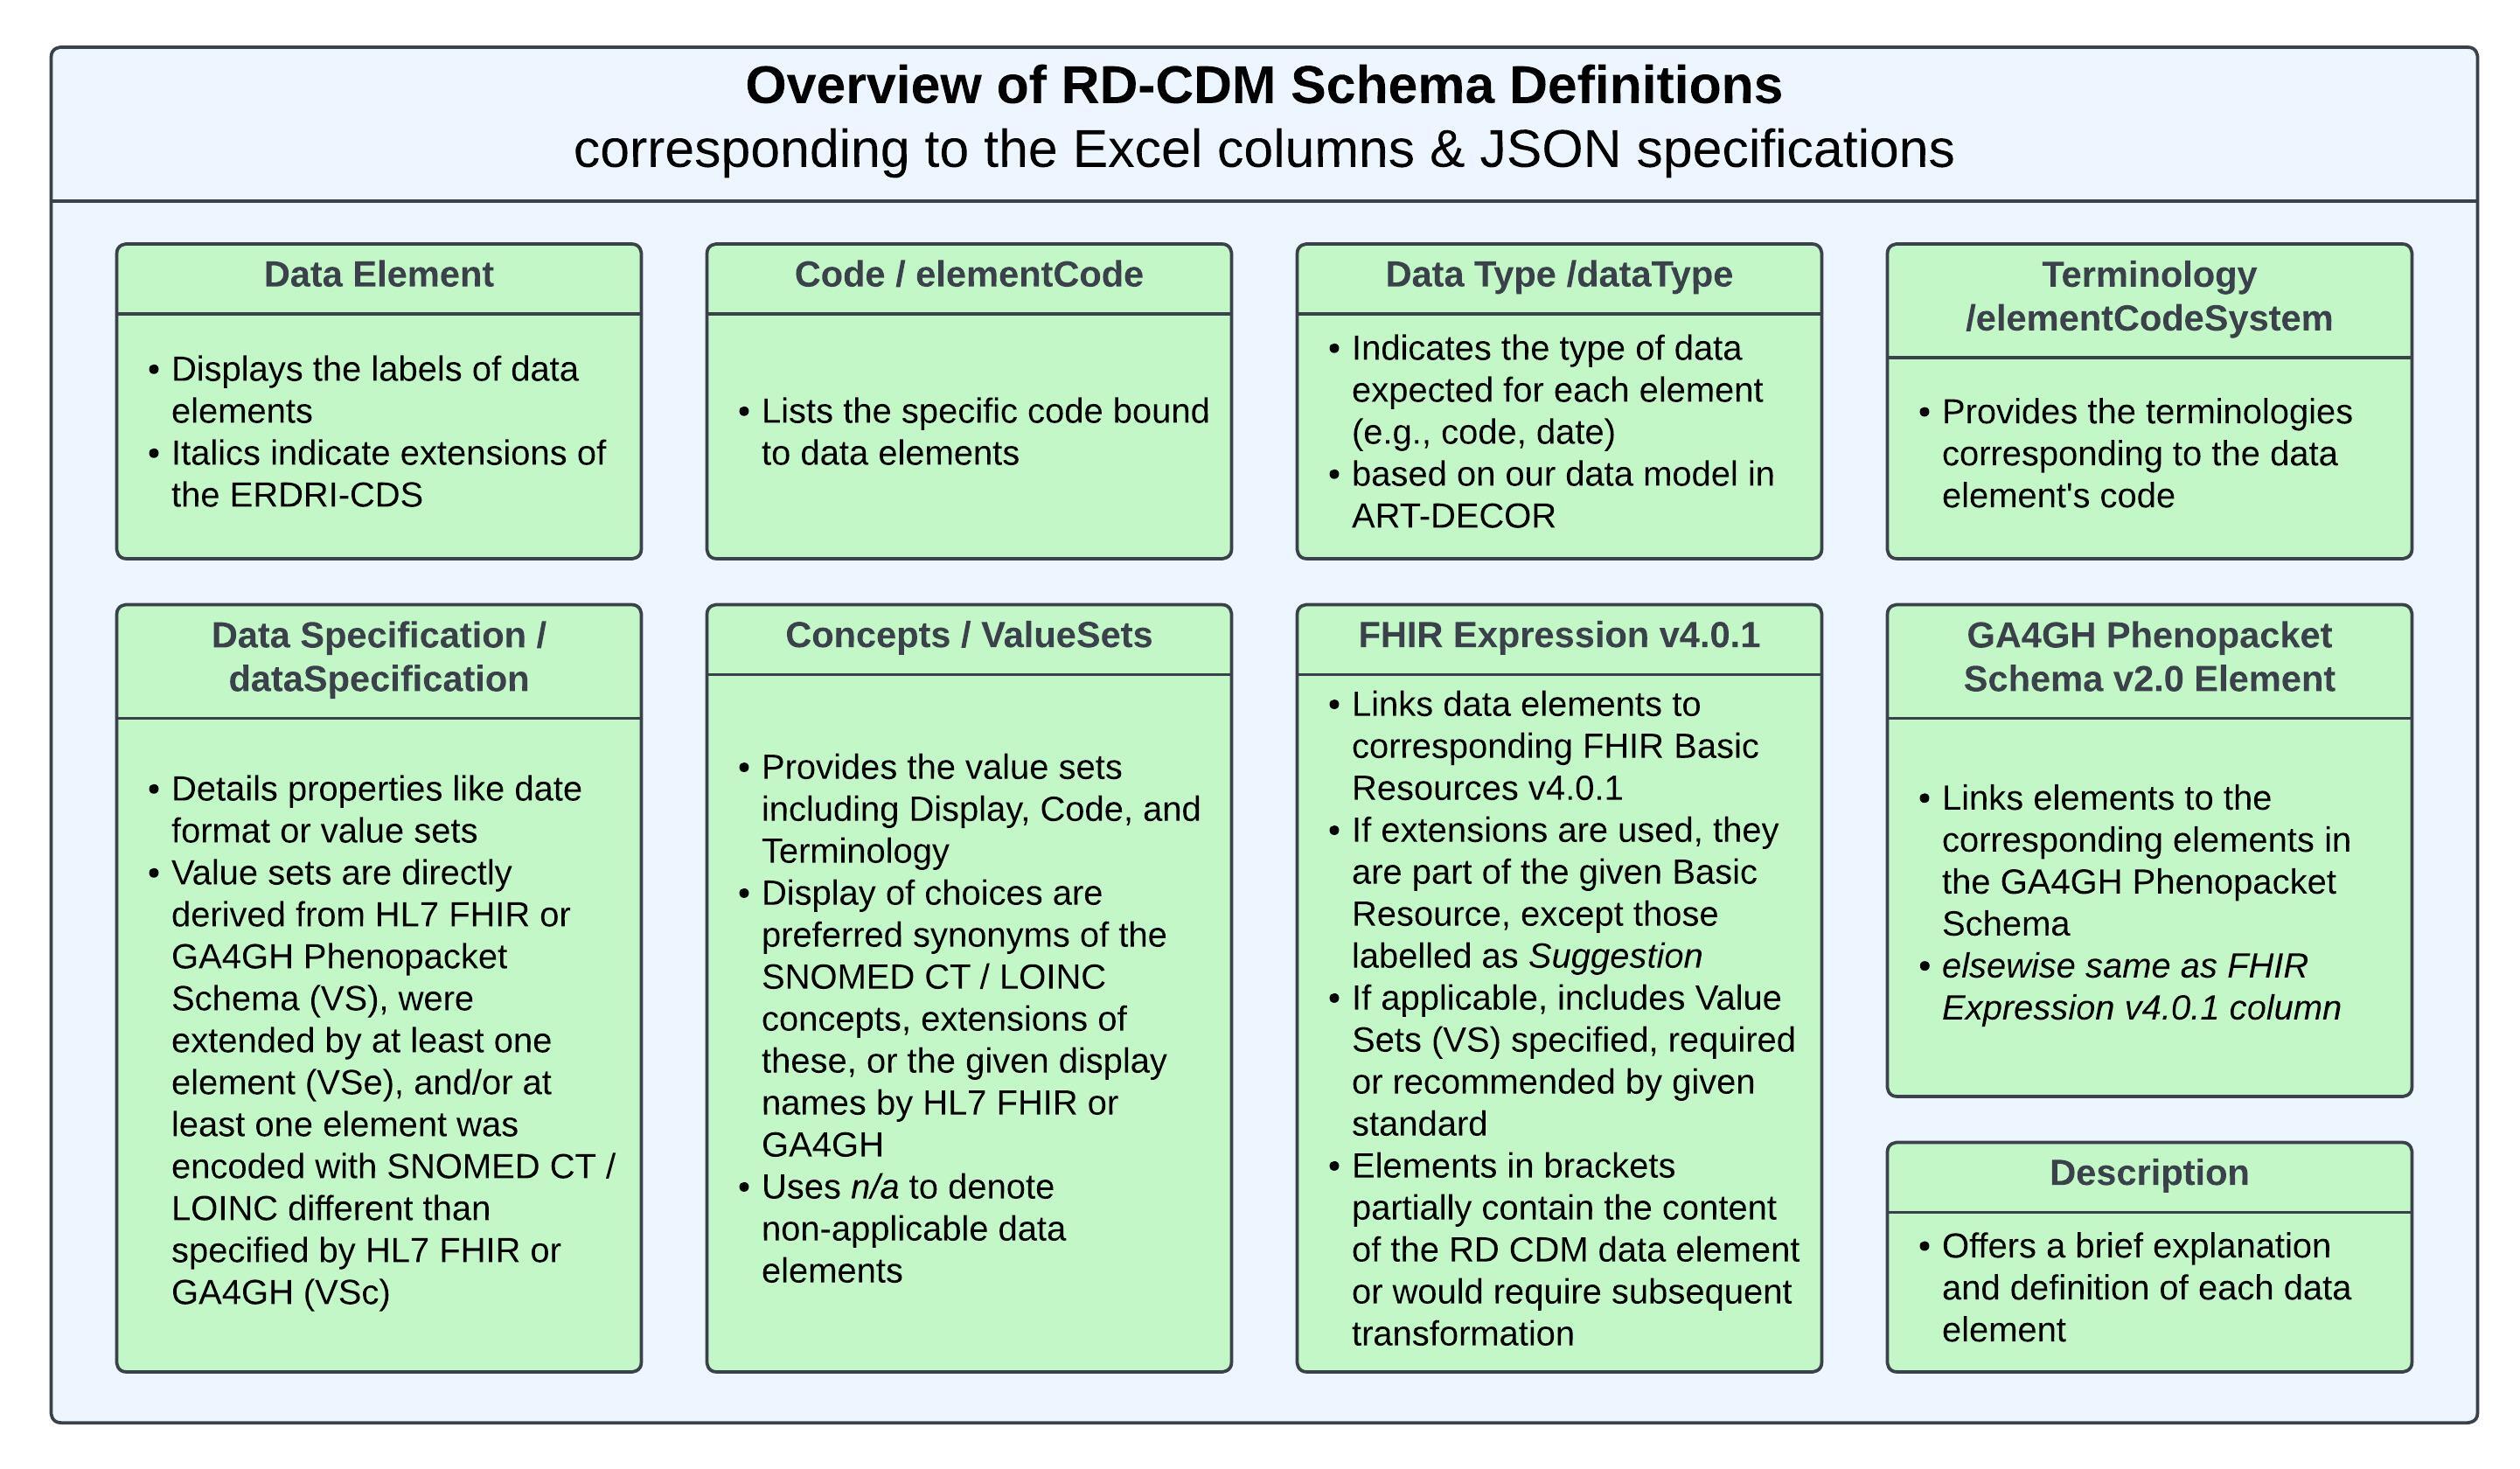 Overview of RD-CDM Schema Definitions
corresponding to the Excel columns & JSON specifications
Data Element
• Displays the labels of data
elements
• Italics indicate extensions of
the ERDRI-CDS
Code / elementCode
• Lists the specific code bound
to data elements
Data Type /dataType
• Indicates the type of data
expected for each element
(e.g., code, date)
• based on our data model in
ART-DECOR
Terminology
/elementCodeSystem
• Provides the terminologies
corresponding to the data
element's code
Data Specification /
dataSpecification
• Details properties like date
format or value sets
• Value sets are directly
derived from HL7 FHIR or
GA4GH Phenopacket
Schema (VS), were
extended by at least one
element (VSe), and/or at
least one element was
encoded with SNOMED CT /
LOINC different than
specified by HL7 FHIR or
GA4GH (VSc)
Concepts / ValueSets
• Provides the value sets
including Display, Code, and
Terminology
• Display of choices are
preferred synonyms of the
SNOMED CT / LOINC
concepts, extensions of
these, or the given display
names by HL7 FHIR or
GA4GH
• Uses n/a to denote
non-applicable data
elements
FHIR Expression v4.0.1
• Links data elements to
corresponding FHIR Basic
Resources v4.0.1
• If extensions are used, they
are part of the given Basic
Resource, except those
labelled as Suggestion
• If applicable, includes Value
Sets (VS) specified, required
or recommended by given
standard
• Elements in brackets
partially contain the content
of the RD CDM data element
or would require subsequent
transformation
GA4GH Phenopacket
Schema v2.0 Element
• Links elements to the
corresponding elements in
the GA4GH Phenopacket
Schema
• elsewise same as FHIR
Expression v4.0.1 column
Description
• Offers a brief explanation
and definition of each data
element